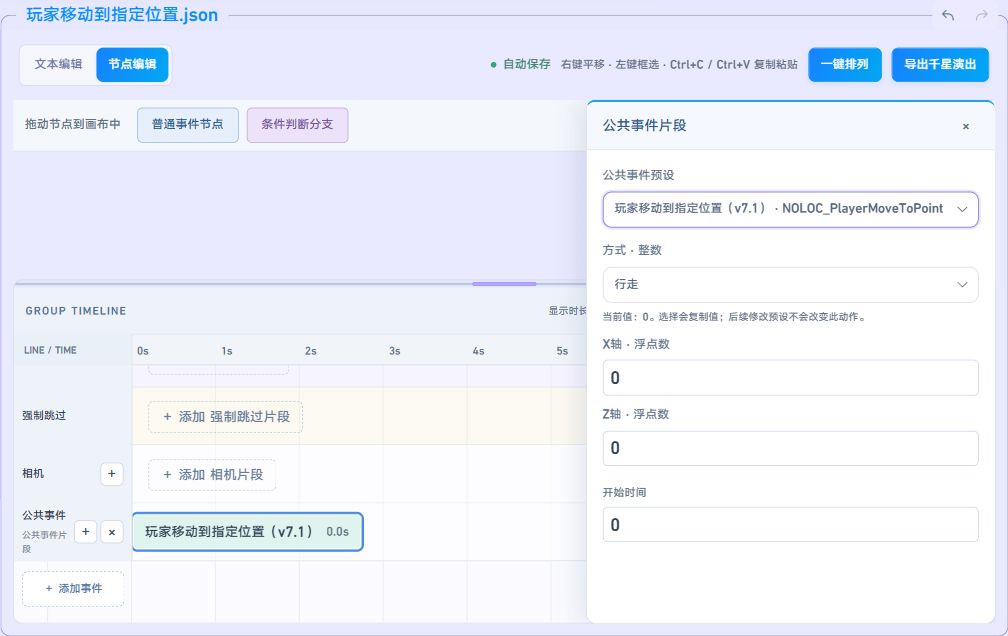 玩家移动到指定位置.json
文本编辑 节点编辑 自动保存 右键平移 · 左键框选 · Ctrl+C / Ctrl+V 复制粘贴 一键排列 导出千星演出
拖动节点到画布中 普通事件节点 条件判断分支
公共事件片段 ×
公共事件预设
玩家移动到指定位置（v7.1） · NOLOC_PlayerMoveToPoint
方式 · 整数
行走
当前值：0。选择会复制值；后续修改预设不会改变此动作。
X轴 · 浮点数
0
Z轴 · 浮点数
0
开始时间
0
GROUP TIMELINE 显示时长
LINE / TIME 0s 1s 2s 3s 4s 5s
强制跳过 + 添加 强制跳过片段
相机 + + 添加 相机片段
公共事件
公共事件片段 + × 玩家移动到指定位置（v7.1） 0.0s
+ 添加事件